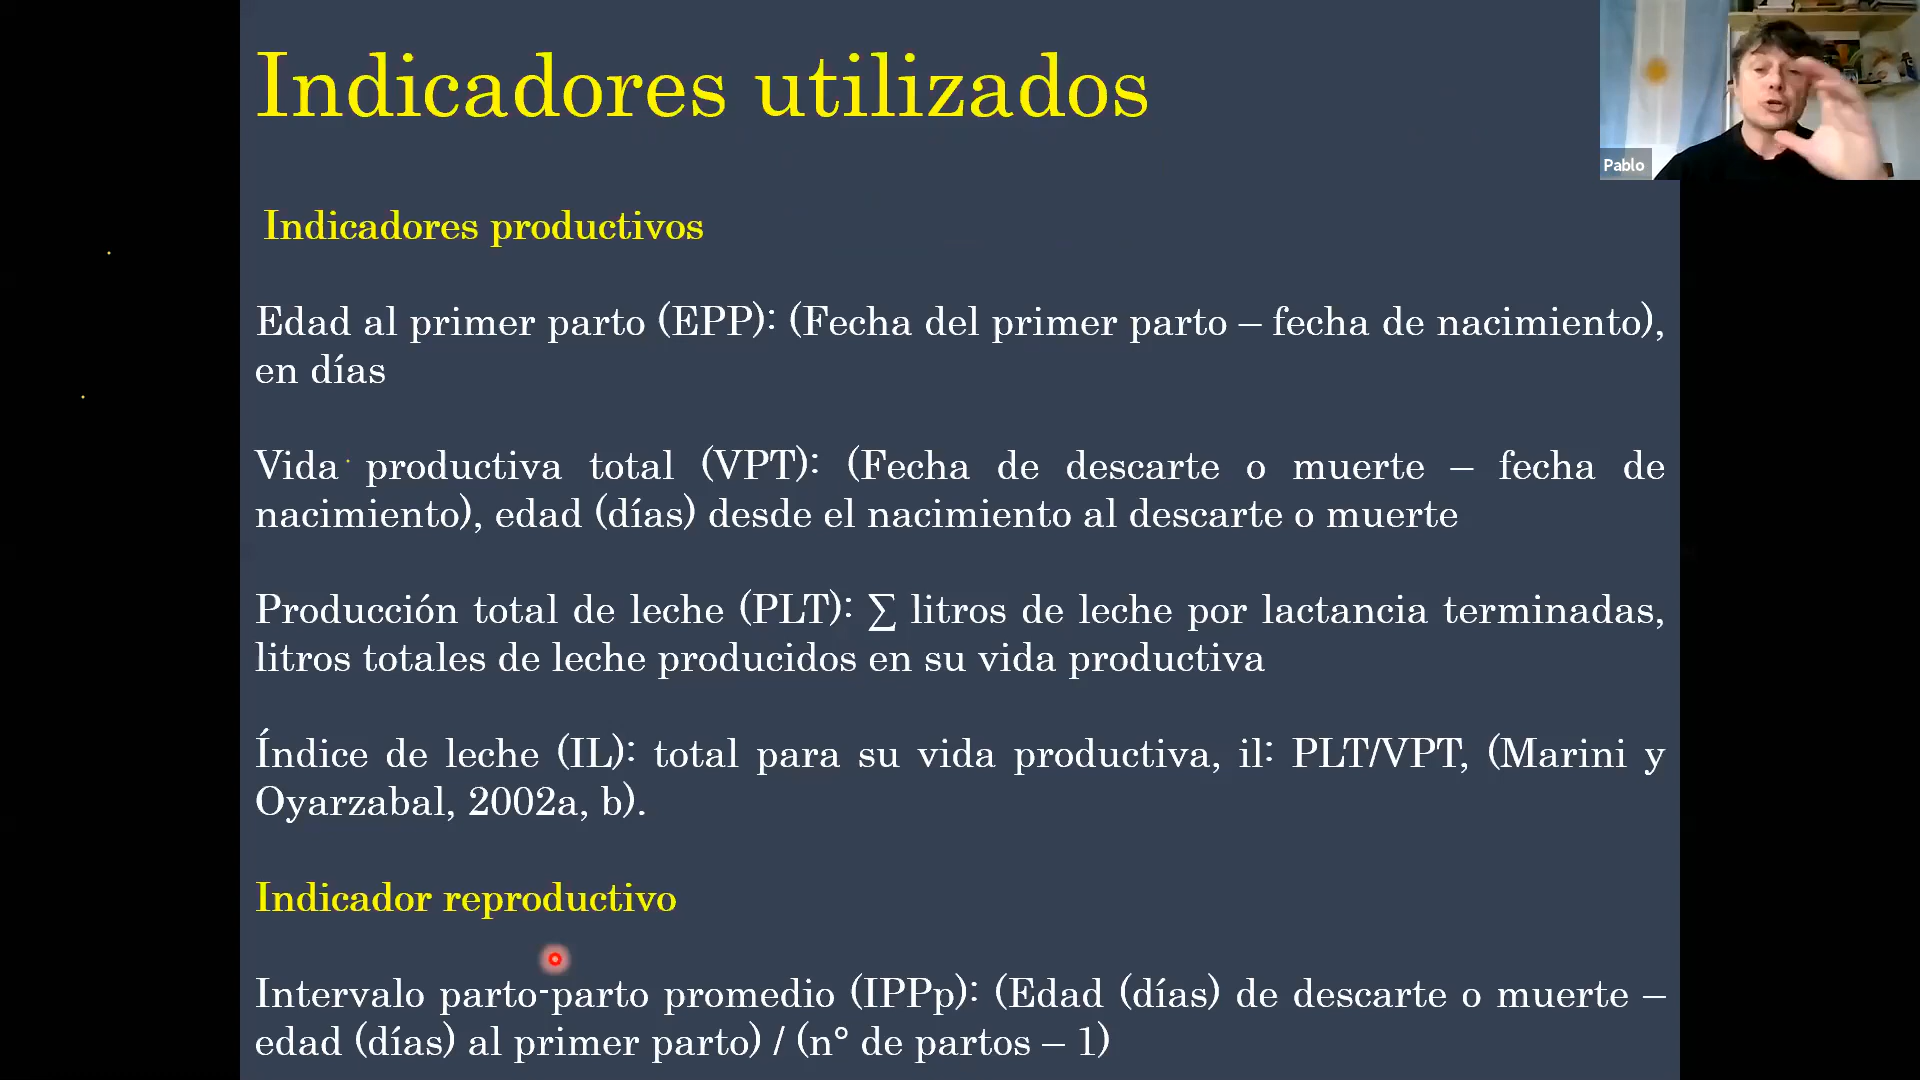 Indicadores utilizados
Pablo
Indicadores productivos
Edad al primer parto (EPP): (Fecha del primer parto – fecha de nacimiento),
en días
Vida productiva total (VPT): (Fecha de descarte o muerte – fecha de
nacimiento), edad (días) desde el nacimiento al descarte o muerte
Producción total de leche (PLT): ∑ litros de leche por lactancia terminadas,
litros totales de leche producidos en su vida productiva
Índice de leche (IL): total para su vida productiva, il: PLT/VPT, (Marini y
Oyarzabal, 2002a, b).
Indicador reproductivo
Intervalo parto-parto promedio (IPPp): (Edad (días) de descarte o muerte –
edad (días) al primer parto) / (n° de partos – 1)